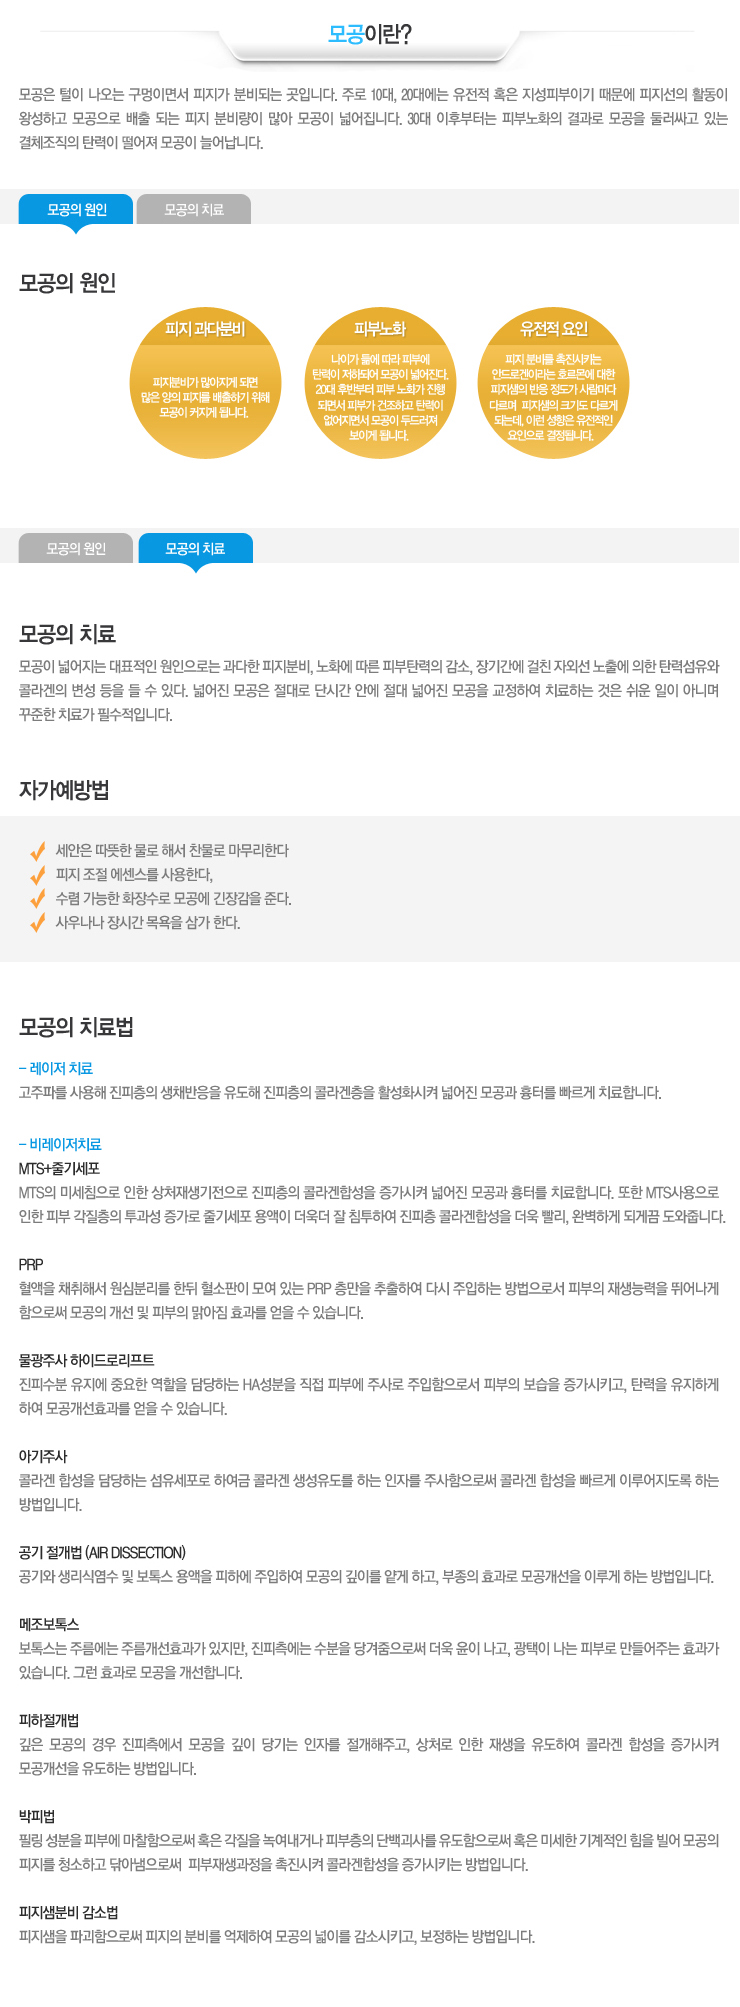 모공이란?
모공은 털이 나오는 구멍이면서 피지가 분비되는 곳입니다. 주로 10대, 20대에는 유전적 혹은 지성피부이기 때문에 피지선의 활동이
왕성하고 모공으로 배출 되는 피지 분비량이 많아 모공이 넓어집니다. 30대 이후부터는 피부노화의 결과로 모공을 둘러싸고 있는
결체조직의 탄력이 떨어져 모공이 늘어납니다.
모공의 원인
모공의 치료
모공의 원인
피지 과다분비
피지분비가 많아지게 되면
많은 양의 피지를 배출하기 위해
모공이 커지게 됩니다.
피부노화
나이가 듦에 따라 피부에
탄력이 저하되어 모공이 넓어진다.
20대 후반부터 피부 노화가 진행
되면서 피부가 건조하고 탄력이
없어지면서 모공이 두드러져
보이게 됩니다.
유전적 요인
피지 분비를 촉진시키는
안드로겐이라는 호르몬에 대한
피지샘의 반응 정도가 사람마다
다르며 피지샘의 크기도 다르게
되는데, 이런 성향은 유전적인
요인으로 결정됩니다.
모공의 원인
모공의 치료
모공의 치료
모공이 넓어지는 대표적인 원인으로는 과다한 피지분비, 노화에 따른 피부탄력의 감소, 장기간에 걸친 자외선 노출에 의한 탄력섬유와
콜라겐의 변성 등을 들 수 있다. 넓어진 모공은 절대로 단시간 안에 절대 넓어진 모공을 교정하여 치료하는 것은 쉬운 일이 아니며
꾸준한 치료가 필수적입니다.
자가예방법
세안은 따뜻한 물로 해서 찬물로 마무리한다
피지 조절 에센스를 사용한다,
수렴 가능한 화장수로 모공에 긴장감을 준다.
사우나나 장시간 목욕을 삼가 한다.
모공의 치료법
- 레이저 치료
고주파를 사용해 진피층의 생채반응을 유도해 진피층의 콜라겐층을 활성화시켜 넓어진 모공과 흉터를 빠르게 치료합니다.
- 비레이저치료
MTS+줄기세포
MTS의 미세침으로 인한 상처재생기전으로 진피층의 콜라겐합성을 증가시켜 넓어진 모공과 흉터를 치료합니다. 또한 MTS사용으로
인한 피부 각질층의 투과성 증가로 줄기세포 용액이 더욱더 잘 침투하여 진피층 콜라겐합성을 더욱 빨리, 완벽하게 되게끔 도와줍니다.
PRP
혈액을 채취해서 원심분리를 한뒤 혈소판이 모여 있는 PRP 층만을 추출하여 다시 주입하는 방법으로서 피부의 재생능력을 뛰어나게
함으로써 모공의 개선 및 피부의 맑아짐 효과를 얻을 수 있습니다.
물광주사 하이드로리프트
진피수분 유지에 중요한 역할을 담당하는 HA성분을 직접 피부에 주사로 주입함으로서 피부의 보습을 증가시키고, 탄력을 유지하게
하여 모공개선효과를 얻을 수 있습니다.
아기주사
콜라겐 합성을 담당하는 섬유세포로 하여금 콜라겐 생성유도를 하는 인자를 주사함으로써 콜라겐 합성을 빠르게 이루어지도록 하는
방법입니다.
공기 절개법 (AIR DISSECTION)
공기와 생리식염수 및 보톡스 용액을 피하에 주입하여 모공의 깊이를 얕게 하고, 부종의 효과로 모공개선을 이루게 하는 방법입니다.
메조보톡스
보톡스는 주름에는 주름개선효과가 있지만, 진피측에는 수분을 당겨줌으로써 더욱 윤이 나고, 광택이 나는 피부로 만들어주는 효과가
있습니다. 그런 효과로 모공을 개선합니다.
피하절개법
깊은 모공의 경우 진피측에서 모공을 깊이 당기는 인자를 절개해주고, 상처로 인한 재생을 유도하여 콜라겐 합성을 증가시켜
모공개선을 유도하는 방법입니다.
박피법
필링 성분을 피부에 마찰함으로써 혹은 각질을 녹여내거나 피부층의 단백괴사를 유도함으로써 혹은 미세한 기계적인 힘을 빌어 모공의
피지를 청소하고 닦아냄으로써 피부재생과정을 촉진시켜 콜라겐합성을 증가시키는 방법입니다.
피지샘분비 감소법
피지샘을 파괴함으로써 피지의 분비를 억제하여 모공의 넓이를 감소시키고, 보정하는 방법입니다.